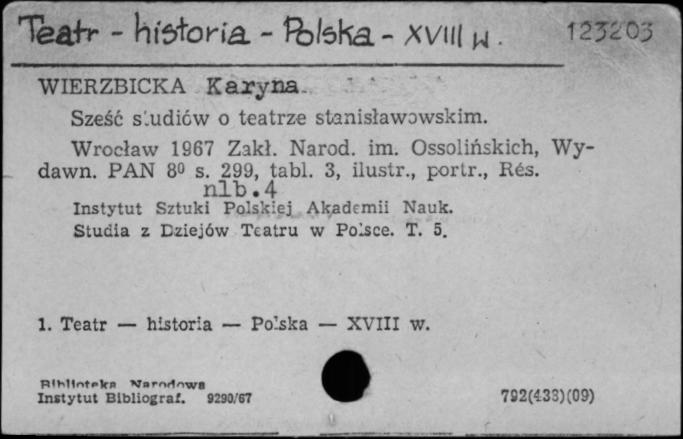 Teatr - historia - Polska - XVIII w. 123203
WIERZBICKA Karyna.
Sześć studiów o teatrze stanisławowskim.
Wrocław 1967 Zakł. Narod. im. Ossolińskich, Wy-
dawn. PAN 8⁰ s. 299, tabl. 3, ilustr., portr., Rés.
nlb.4
Instytut Sztuki Polskiej Akademii Nauk.
Studia z Dziejów Teatru w Polsce. T. 5.
1. Teatr — historia — Polska — XVIII w.
Biblioteka Narodowa
Instytut Bibliograf. 9290/67 792(438)(09)